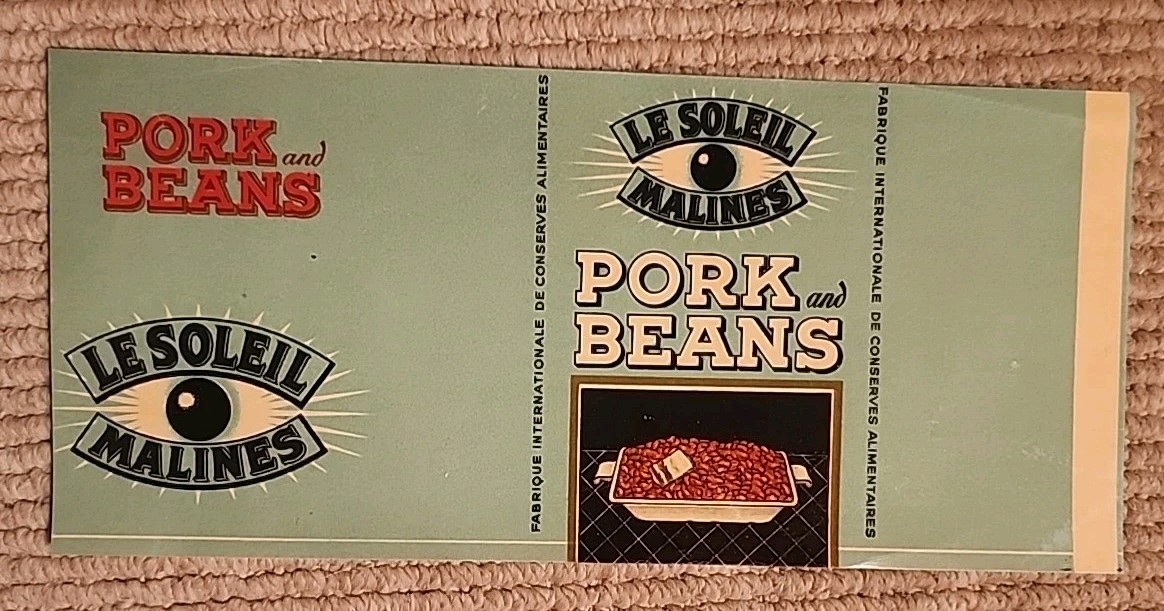 PORK and
BEANS
LE SOLEIL
MALINES
FABRIQUE INTERNATIONALE DE CONSERVES ALIMENTAIRES
LE SOLEIL
MALINES
PORK and
BEANS
FABRIQUE INTERNATIONALE DE CONSERVES ALIMENTAIRES